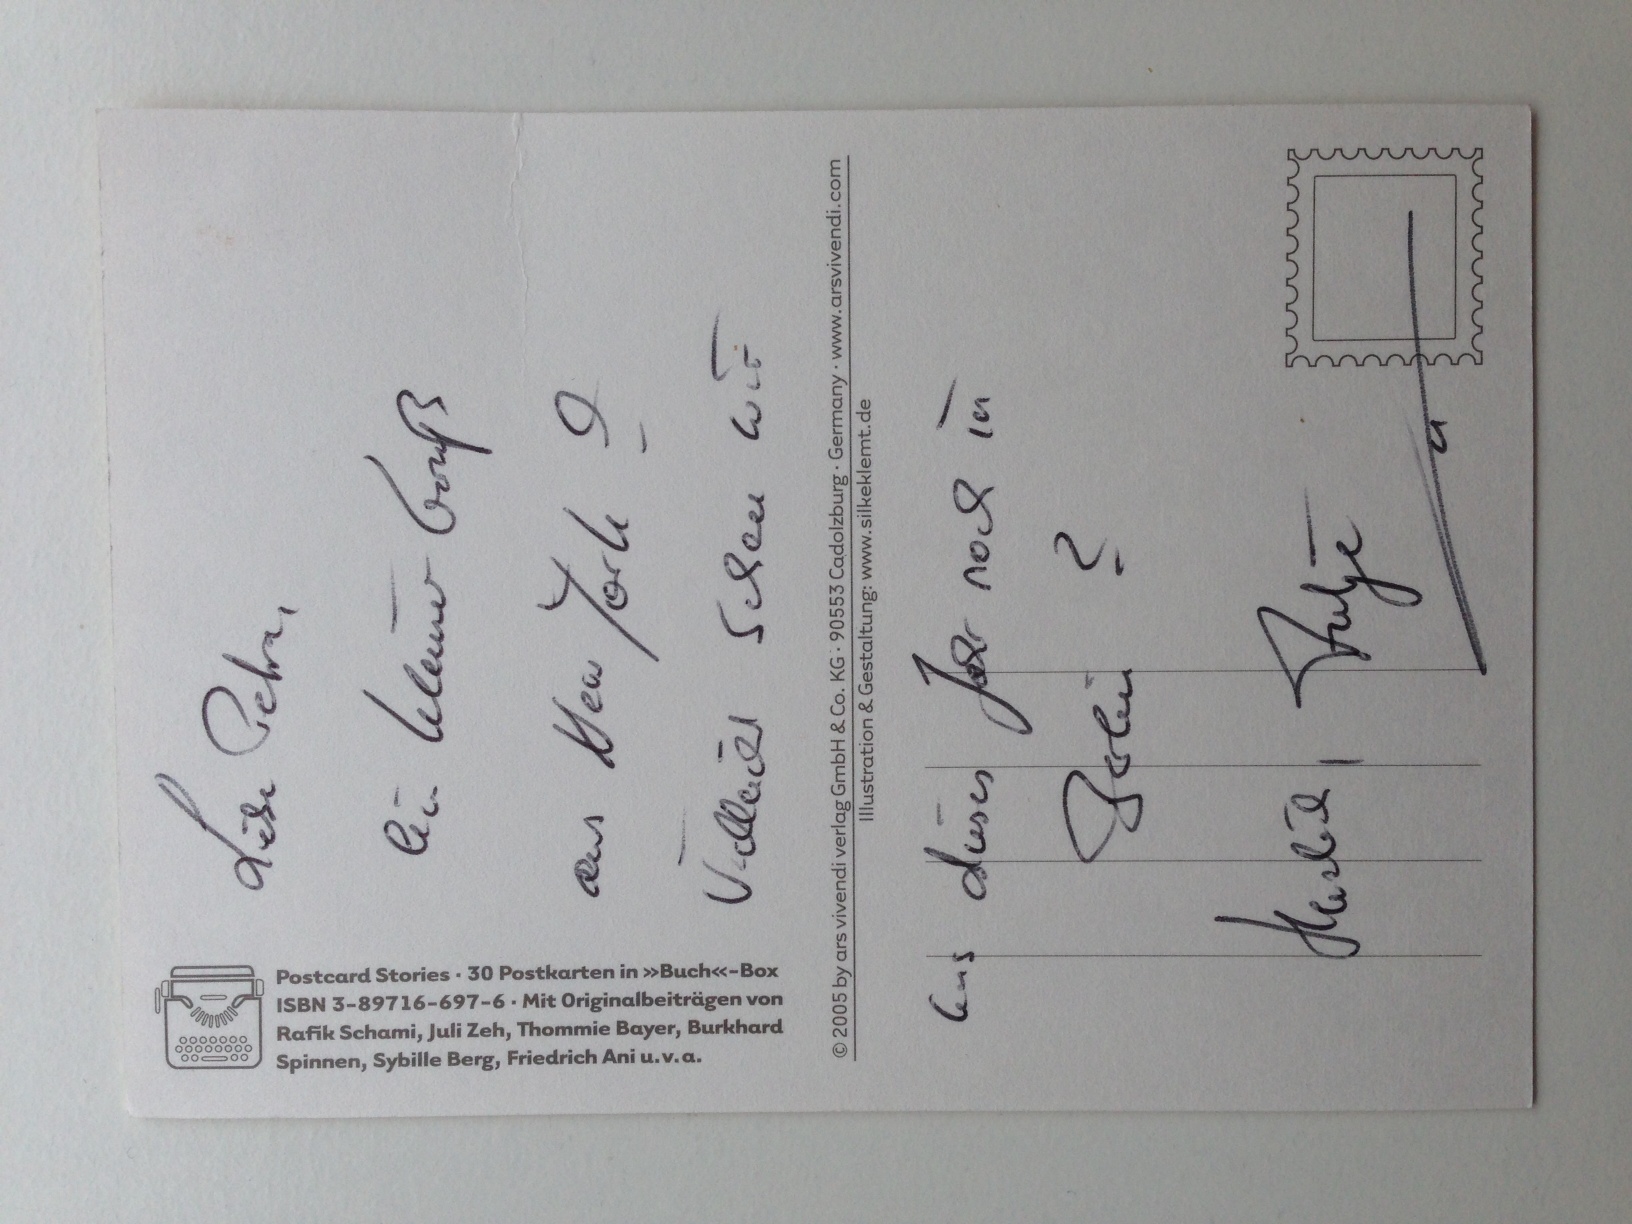 Postcard Stories · 30 Postkarten in »Buch«-Box
ISBN 3-89716-697-6 · Mit Originalbeiträgen von
Rafik Schami, Juli Zeh, Thommie Bayer, Burkhard
Spinnen, Sybille Berg, Friedrich Ani u.v.a.
Liebe Petra,
ein kleiner Gruß
aus New York!
Vielleicht sehen wir
© 2005 by ars vivendi verlag GmbH & Co. KG · 90553 Cadolzburg · Germany · www.arsvivendi.com
Illustration & Gestaltung: www.silkeklemt.de
uns dieses Jahr noch in
Berlin?
Herzlich,